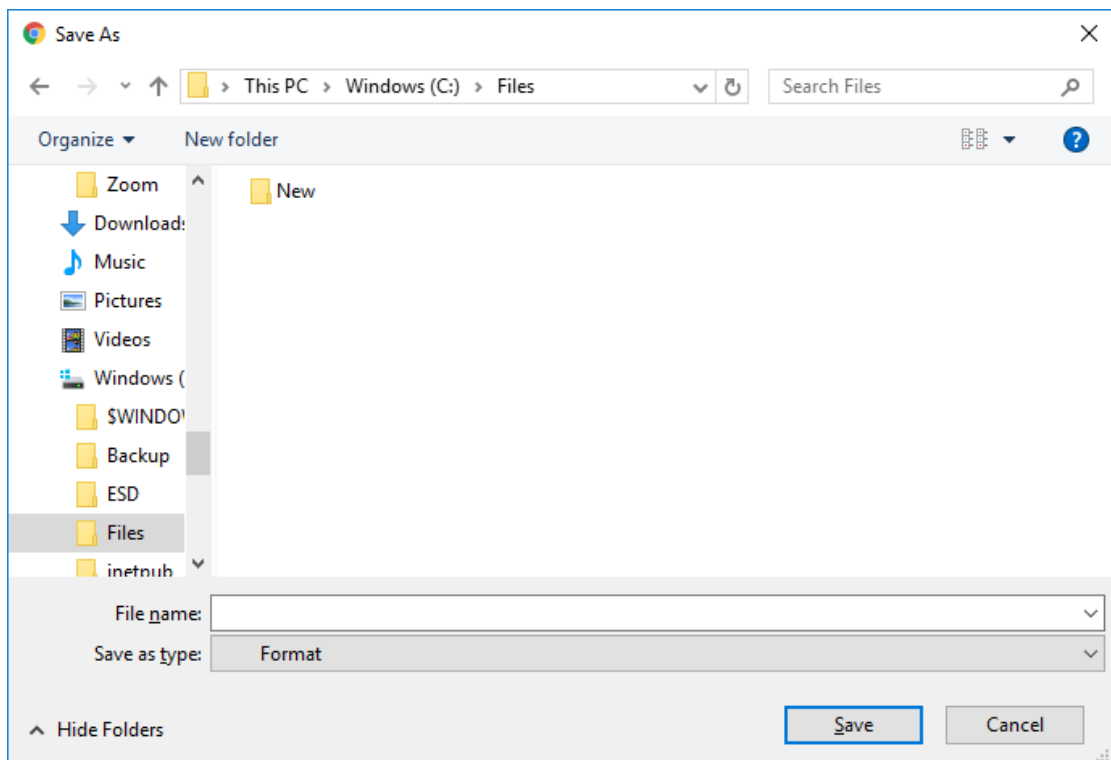 Save As
This PC > Windows (C:) > Files
Search Files
Organize
New folder
?
Zoom
Downloads
Music
Pictures
Videos
Windows (
$WINDOW
Backup
ESD
Files
inetpub
New
File name:
Save as type: Format
Hide Folders
Save
Cancel